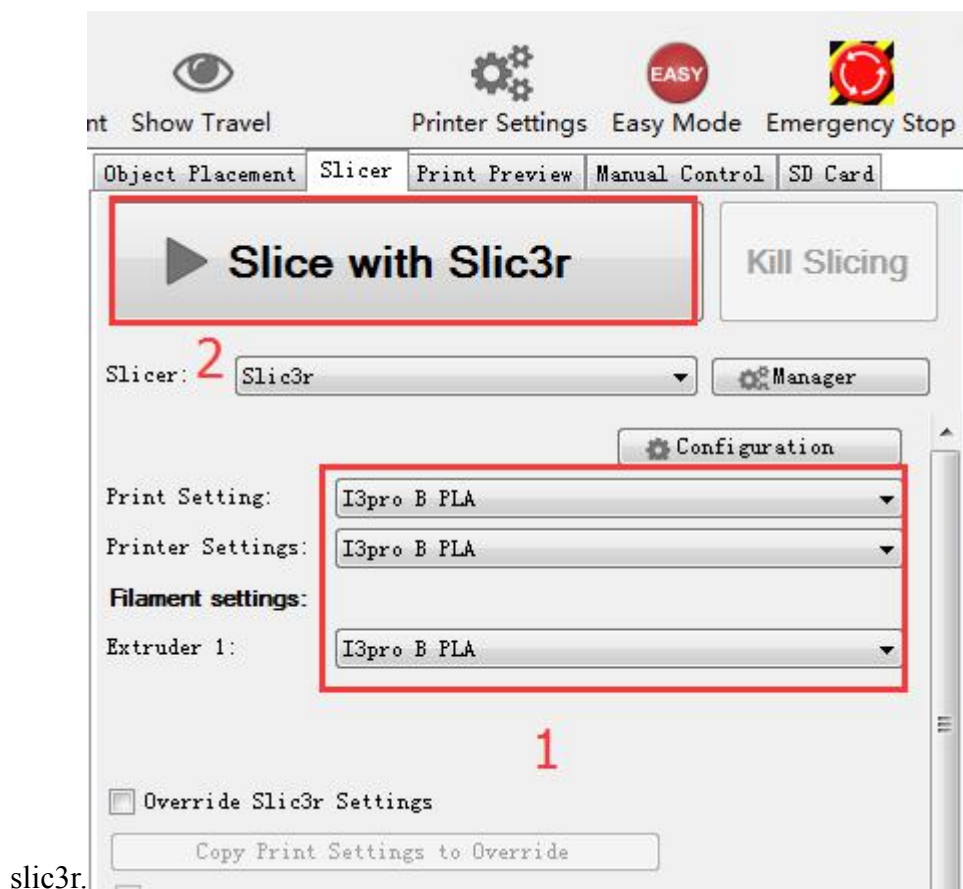 EASY
nt Show Travel Printer Settings Easy Mode Emergency Stop
Object Placement Slicer Print Preview Manual Control SD Card
Slice with Slic3r Kill Slicing
2
Slicer: Slic3r Manager
Configuration
Print Setting: I3pro B PLA
Printer Settings: I3pro B PLA
Filament settings:
Extruder 1: I3pro B PLA
1
Override Slic3r Settings
Copy Print Settings to Override
slic3r.